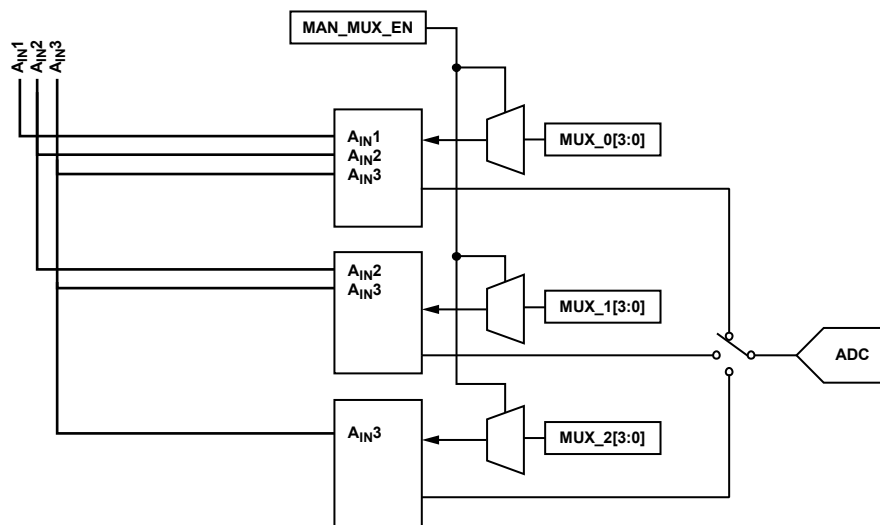 MAN_MUX_EN
AIN1
AIN2
AIN3
AIN1
AIN2
AIN3
MUX_0[3:0]
AIN2
AIN3
MUX_1[3:0]
ADC
AIN3
MUX_2[3:0]